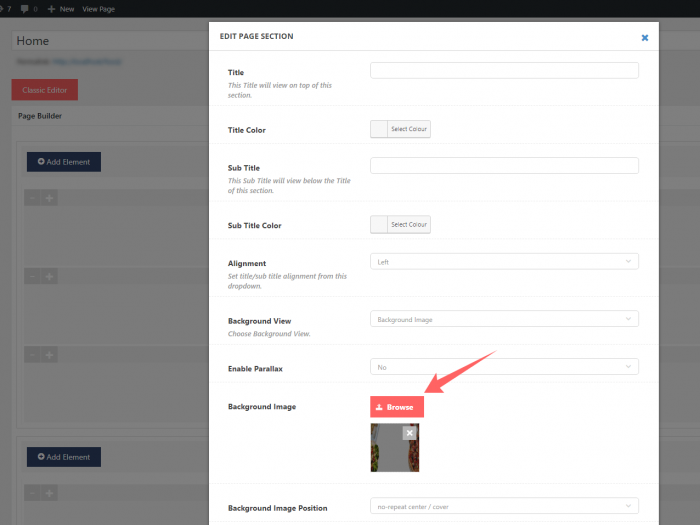 7 0 New View Page
Home
Classic Editor
Page Builder
Add Element
Add Element
EDIT PAGE SECTION
Title
This Title will view on top of this
section.
Title Color
Select Colour
Sub Title
This Sub Title will view below the Title
of this section.
Sub Title Color
Select Colour
Alignment
Left
Set title/sub title alignment from this
dropdown.
Background View
Background Image
Choose Background View.
Enable Parallax
No
Background Image
Browse
Background Image Position
no-repeat center / cover